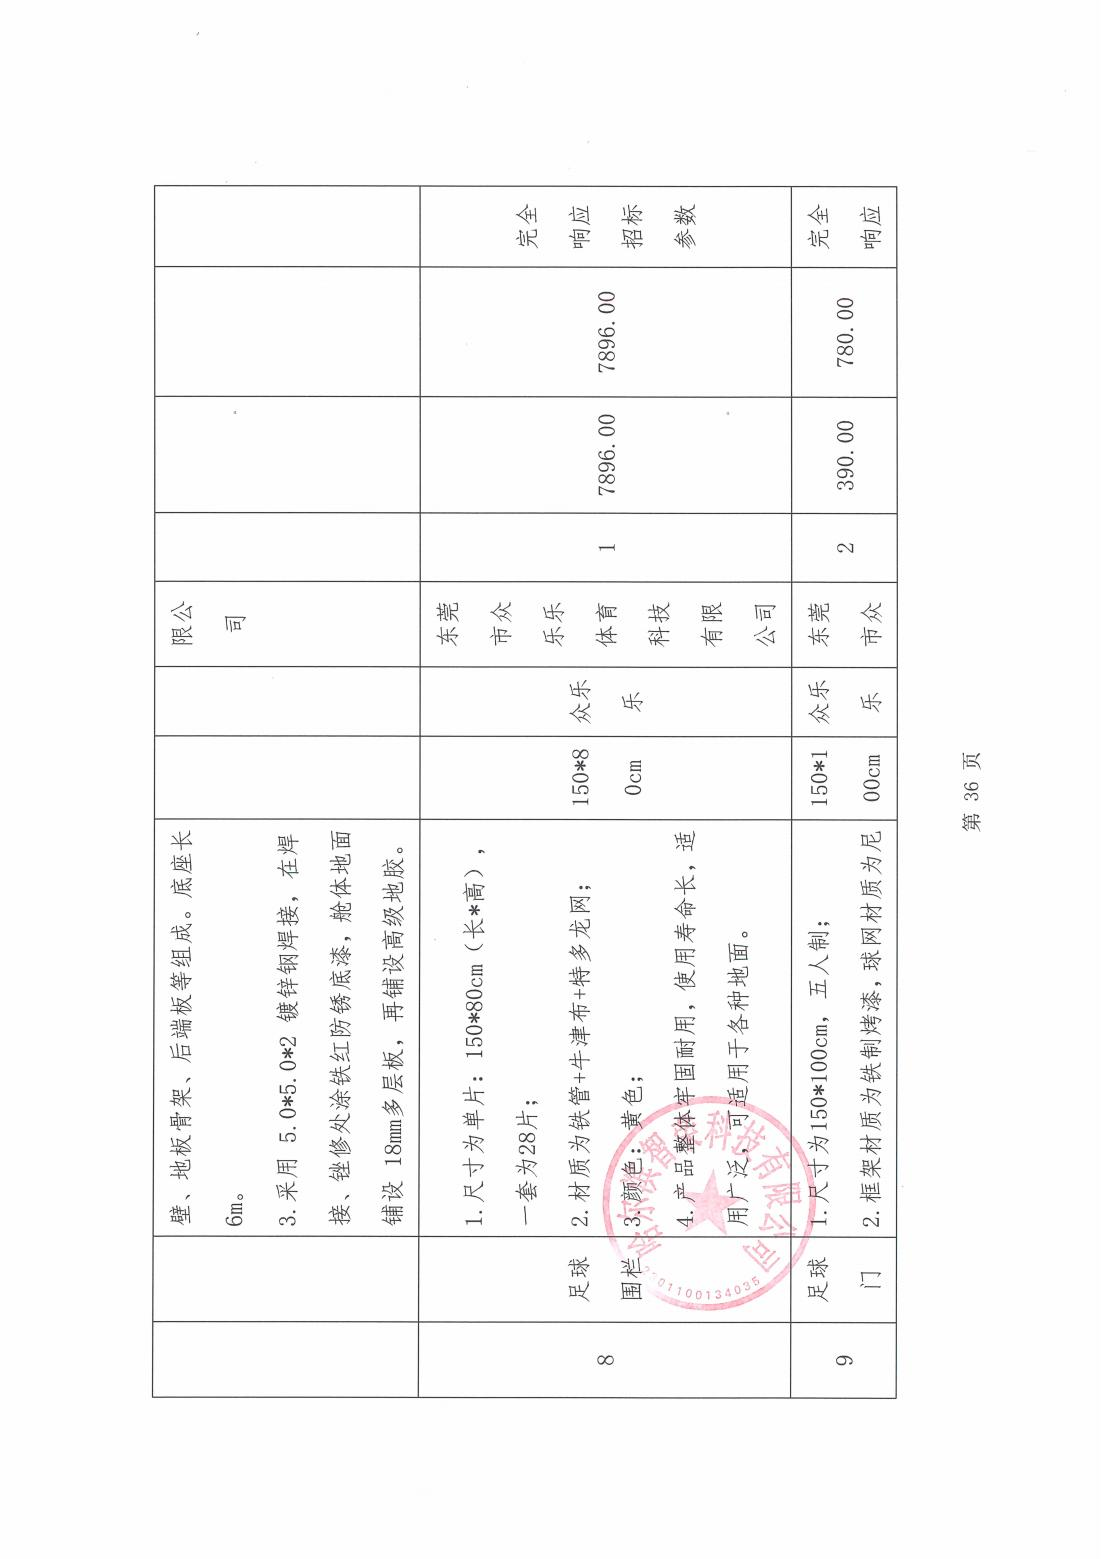 壁、地板骨架、后端板等组成。底座长
6m。
3.采用 5.0*5.0*2 镀锌钢焊接，在焊
接、锉修处涂铁红防锈底漆，舱体地面
铺设 18mm多层板，再铺设高级地胶。
限公
司
8
足球
围栏
1.尺寸为单片：150*80cm（长*高），
一套为28片；
2.材质为铁管+牛津布+特多龙网；
3.颜色：黄色；
4.产品整体牢固耐用，使用寿命长，适
用广泛，可适用于各种地面。
150*8
0cm
众乐
乐
东莞
市众
乐乐
体育
科技
有限
公司
1
7896.00
7896.00
完全
响应
招标
参数
9
足球
门
1.尺寸为150*100cm，五人制；
2.框架材质为铁制烤漆，球网材质为尼
150*1
00cm
众乐
乐
东莞
市众
2
390.00
780.00
完全
响应
科技有限公司
01100134035
第 36 页